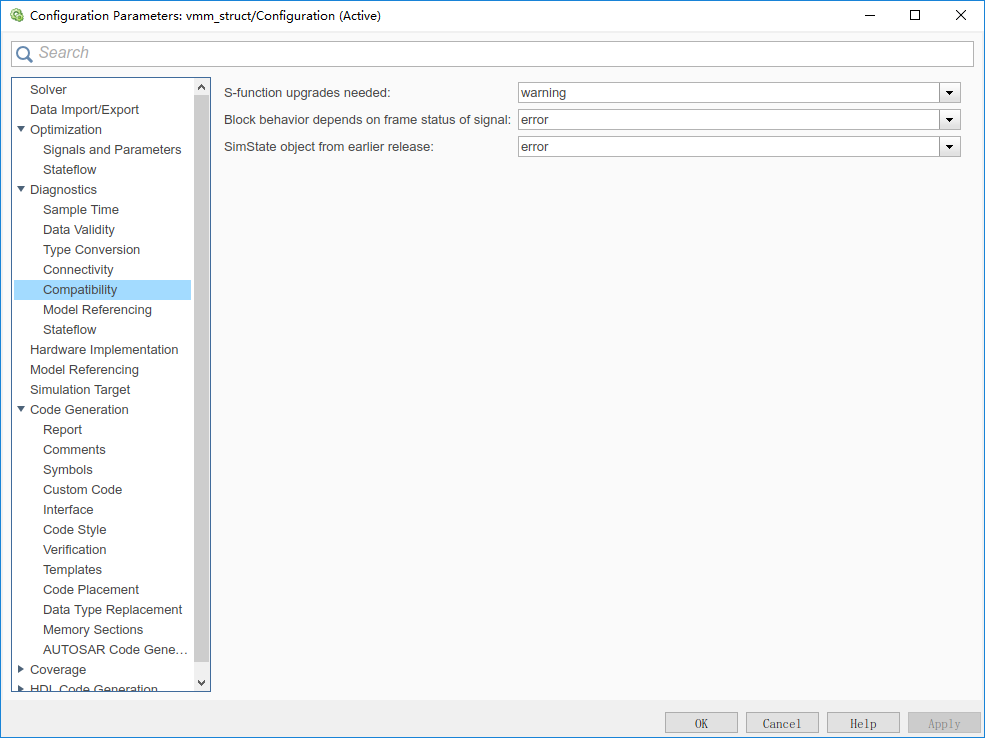 Configuration Parameters: vmm_struct/Configuration (Active)
Search
Solver
Data Import/Export
Optimization
Signals and Parameters
Stateflow
Diagnostics
Sample Time
Data Validity
Type Conversion
Connectivity
Compatibility
Model Referencing
Stateflow
Hardware Implementation
Model Referencing
Simulation Target
Code Generation
Report
Comments
Symbols
Custom Code
Interface
Code Style
Verification
Templates
Code Placement
Data Type Replacement
Memory Sections
AUTOSAR Code Gene...
Coverage
HDL Code Generation
S-function upgrades needed: warning
Block behavior depends on frame status of signal: error
SimState object from earlier release: error
OK Cancel Help Apply